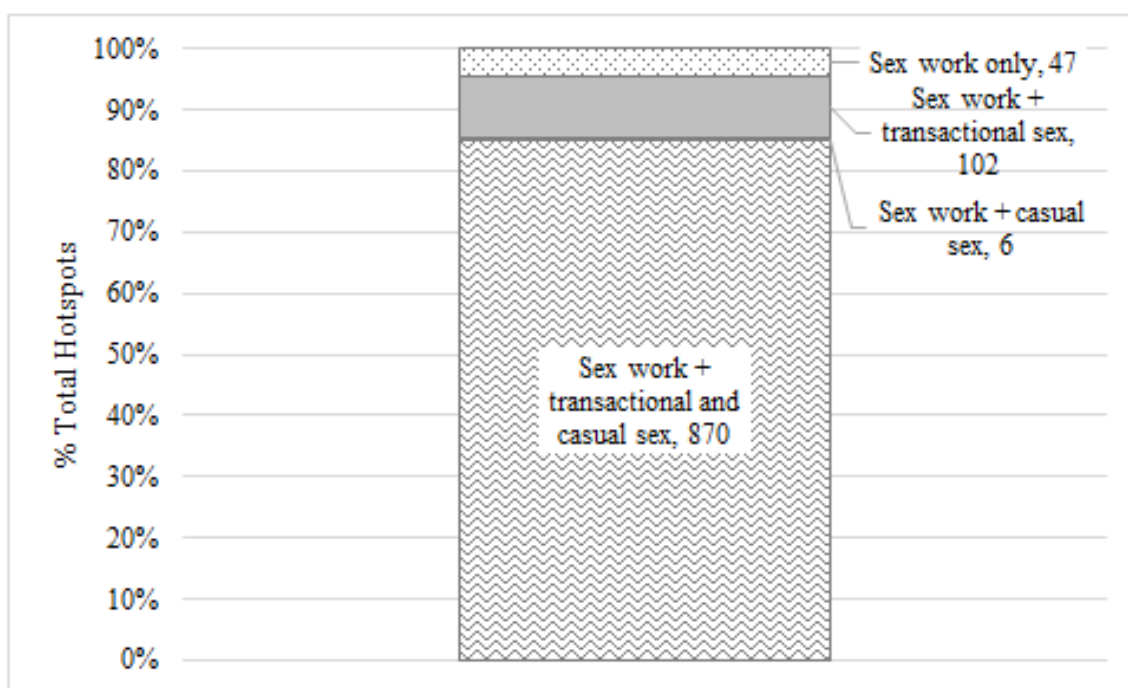 100%
90%
80%
70%
60%
50%
40%
30%
20%
10%
0%
% Total Hotspots
Sex work only, 47
Sex work +
transactional sex,
102
Sex work + casual
sex, 6
Sex work +
transactional and
casual sex, 870